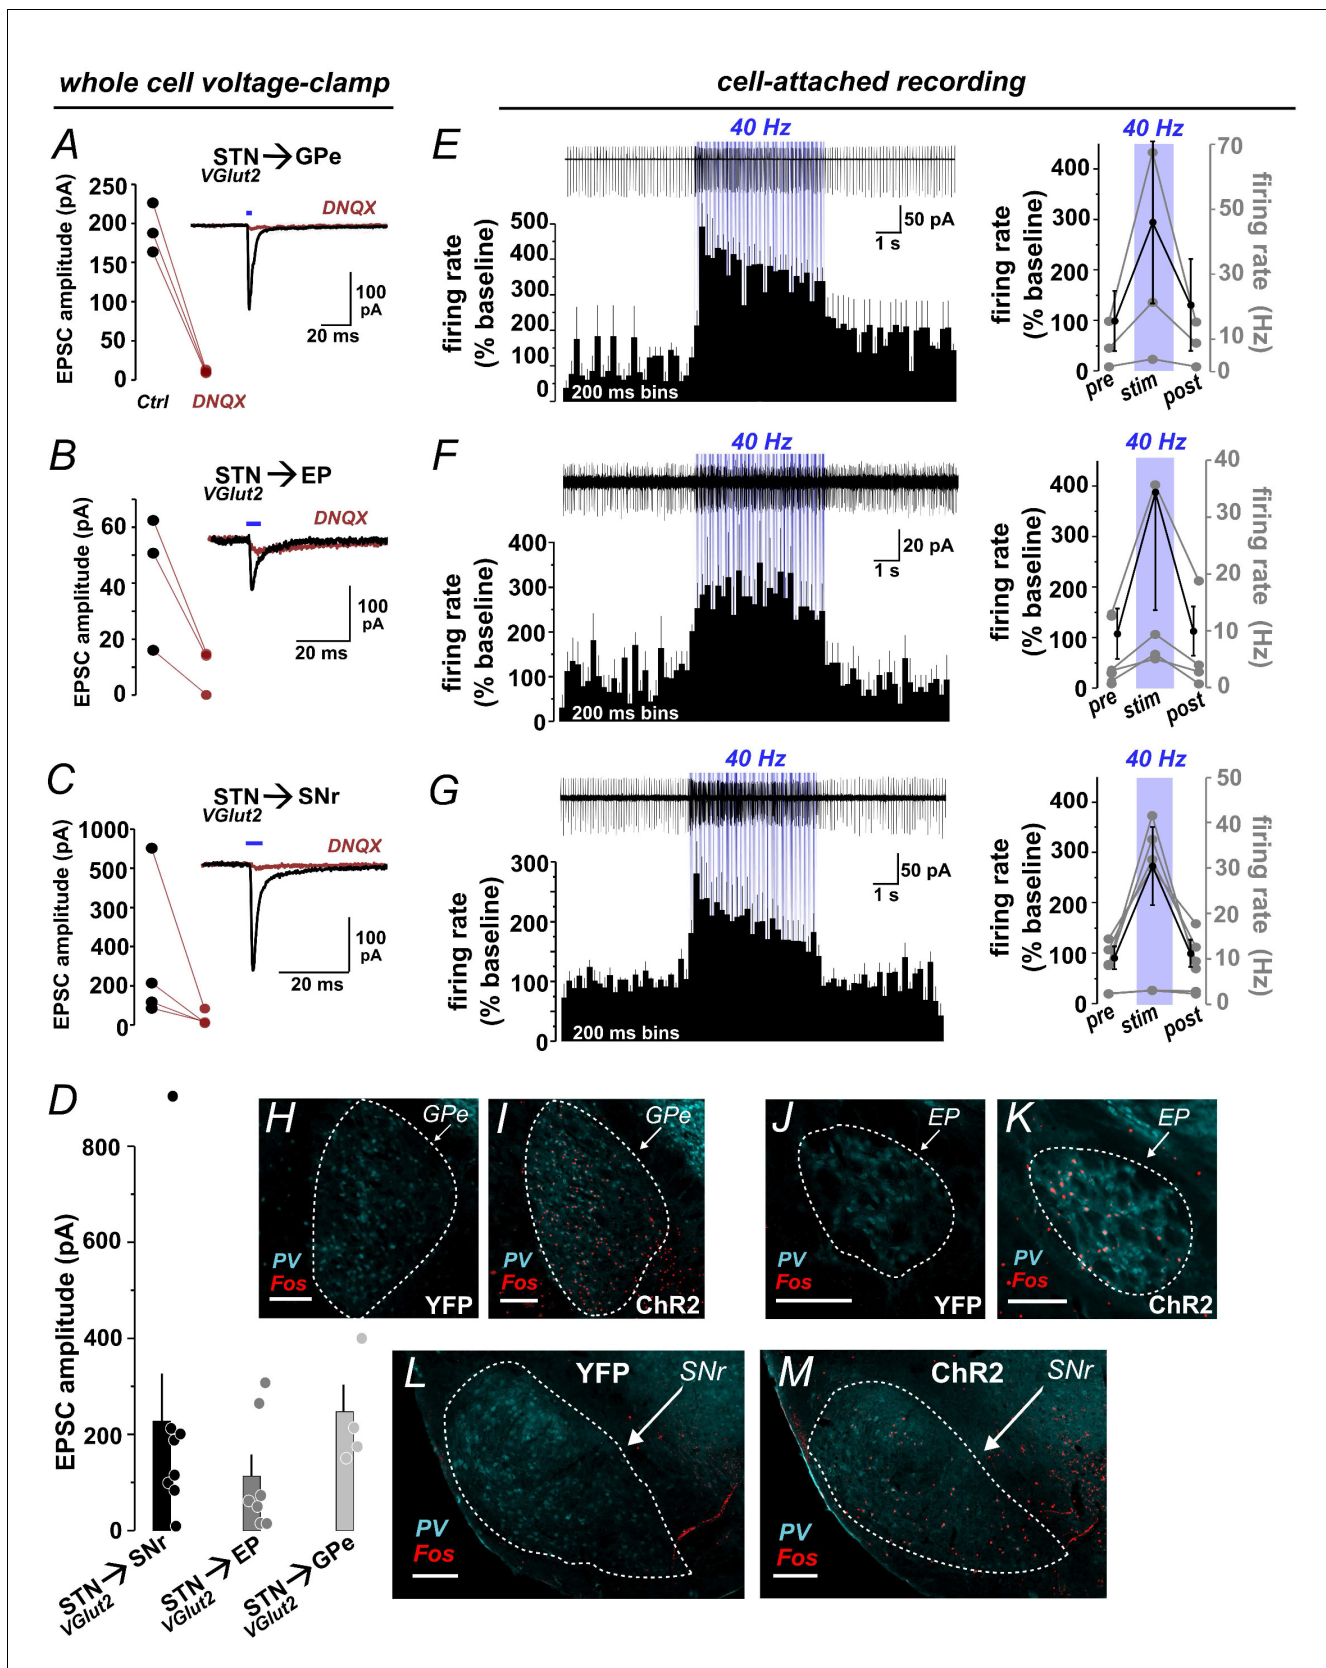 whole cell voltage-clamp
cell-attached recording
A
STN → GPe
VGlut2
EPSC amplitude (pA)
250
200
150
100
50
0
Ctrl
DNQX
DNQX
100
pA
20 ms
E
40 Hz
50 pA
1 s
firing rate
(% baseline)
500
400
350
300
200
100
0
200 ms bins
40 Hz
firing rate
(% baseline)
400
300
200
100
0
pre
stim
post
70
50
30
10
0
firing rate (Hz)
B
STN → EP
VGlut2
EPSC amplitude (pA)
60
40
20
0
DNQX
100
pA
20 ms
F
40 Hz
20 pA
1 s
firing rate
(% baseline)
400
300
200
100
0
200 ms bins
40 Hz
firing rate
(% baseline)
400
300
200
100
0
pre
stim
post
40
30
20
10
0
firing rate (Hz)
C
STN → SNr
VGlut2
EPSC amplitude (pA)
1000
500
300
400
200
0
DNQX
100
pA
20 ms
G
40 Hz
50 pA
1 s
firing rate
(% baseline)
300
200
100
0
200 ms bins
40 Hz
firing rate
(% baseline)
400
300
200
100
0
pre
stim
post
50
40
30
20
10
0
firing rate (Hz)
D
EPSC amplitude (pA)
800
600
400
200
0
STN → SNr
VGlut2
STN → EP
VGlut2
STN → GPe
VGlut2
H
GPe
PV
Fos
YFP
I
GPe
PV
Fos
ChR2
J
EP
PV
Fos
YFP
K
EP
PV
Fos
ChR2
L
YFP
SNr
PV
Fos
M
ChR2
SNr
PV
Fos